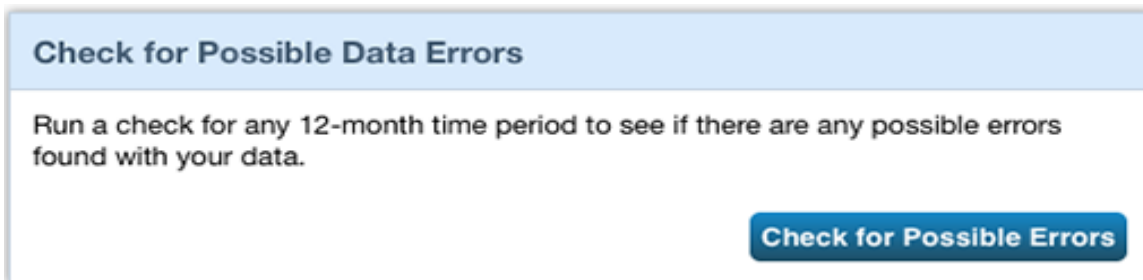 Check for Possible Data Errors
Run a check for any 12-month time period to see if there are any possible errors
found with your data.
Check for Possible Errors